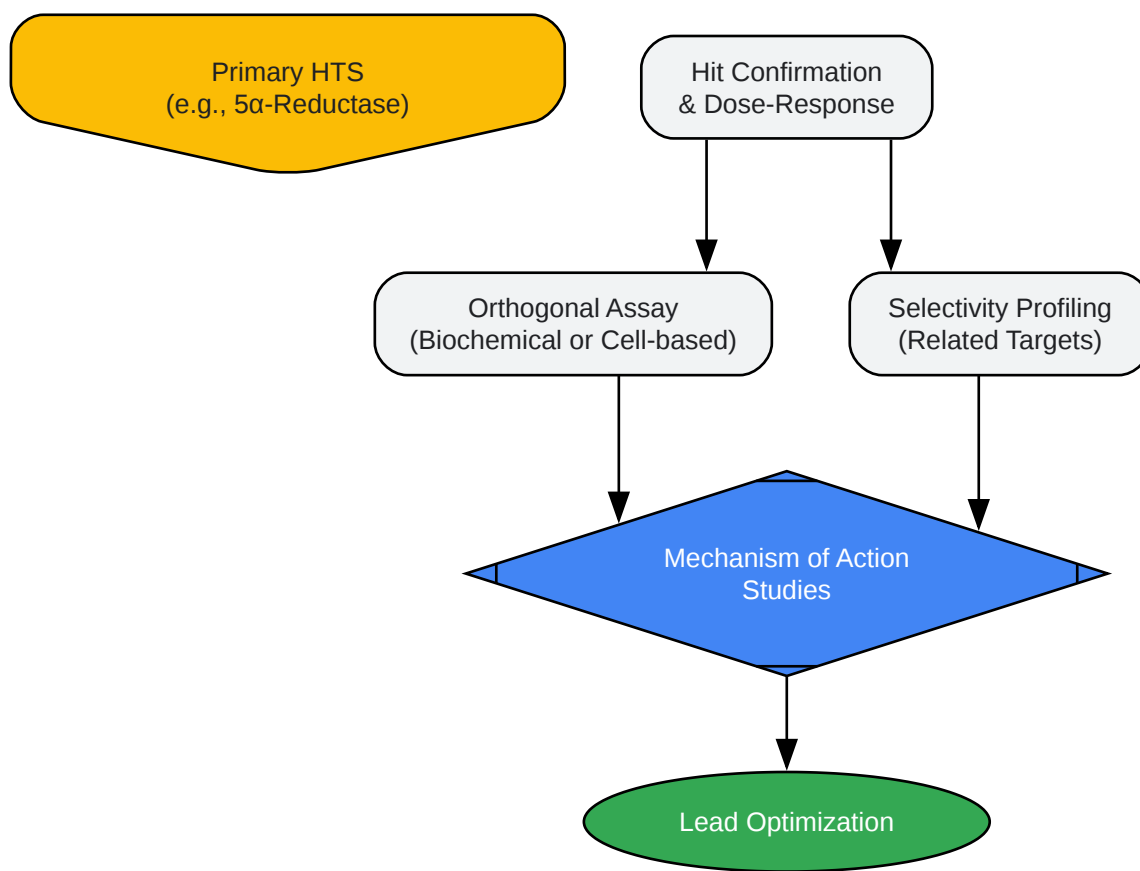 Primary HTS
(e.g., 5α-Reductase)
Hit Confirmation
& Dose-Response
Orthogonal Assay
(Biochemical or Cell-based)
Selectivity Profiling
(Related Targets)
Mechanism of Action
Studies
Lead Optimization